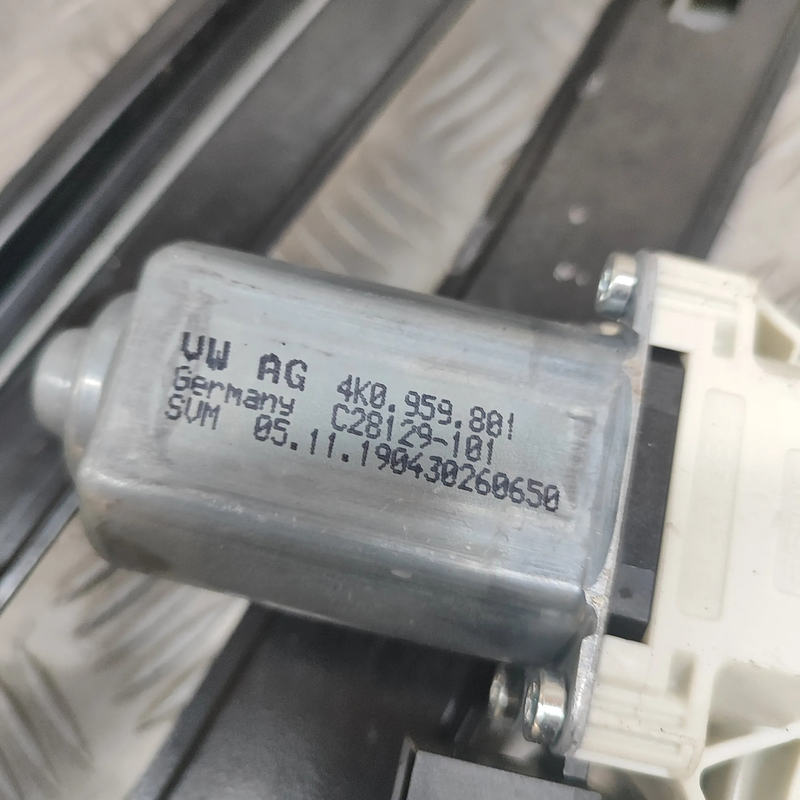 VW AG 4K0.959.801
Germany C28129-101
SVM 05.11.190430260650